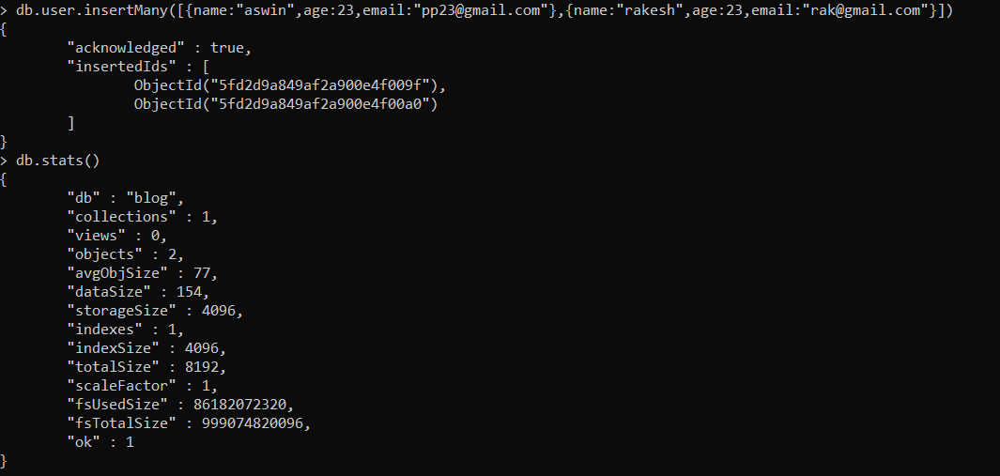 > db.user.insertMany([{name:"aswin",age:23,email:"pp23@gmail.com"},{name:"rakesh",age:23,email:"rak@gmail.com"}])
{
        "acknowledged" : true,
        "insertedIds" : [
                ObjectId("5fd2d9a849af2a900e4f009f"),
                ObjectId("5fd2d9a849af2a900e4f00a0")
        ]
}
> db.stats()
{
        "db" : "blog",
        "collections" : 1,
        "views" : 0,
        "objects" : 2,
        "avgObjSize" : 77,
        "dataSize" : 154,
        "storageSize" : 4096,
        "indexes" : 1,
        "indexSize" : 4096,
        "totalSize" : 8192,
        "scaleFactor" : 1,
        "fsUsedSize" : 86182072320,
        "fsTotalSize" : 999074820096,
        "ok" : 1
}